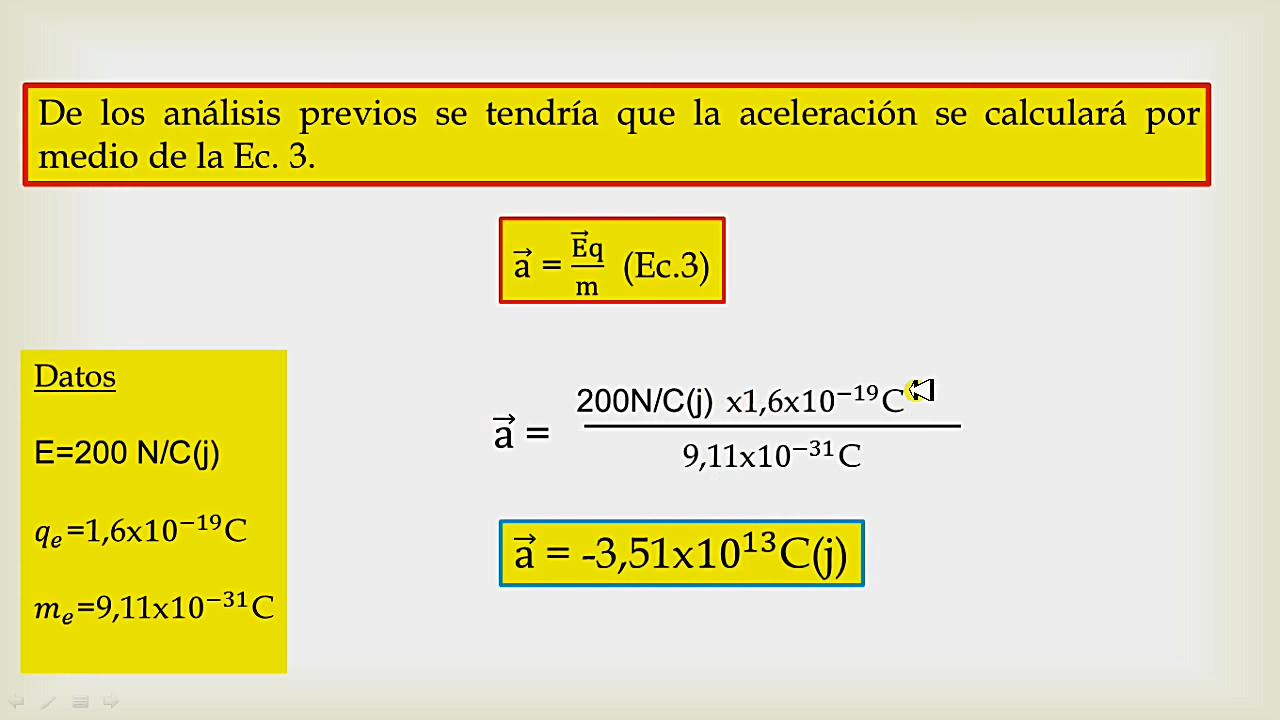 De los análisis previos se tendría que la aceleración se calculará por
medio de la Ec. 3.
a⃗ = E⃗q/m (Ec.3)
Datos
E=200 N/C(j)
qₑ=1,6x10⁻¹⁹C
mₑ=9,11x10⁻³¹C
a⃗ =
200N/C(j) x1,6x10⁻¹⁹C
9,11x10⁻³¹C
a⃗ = -3,51x10¹³C(j)